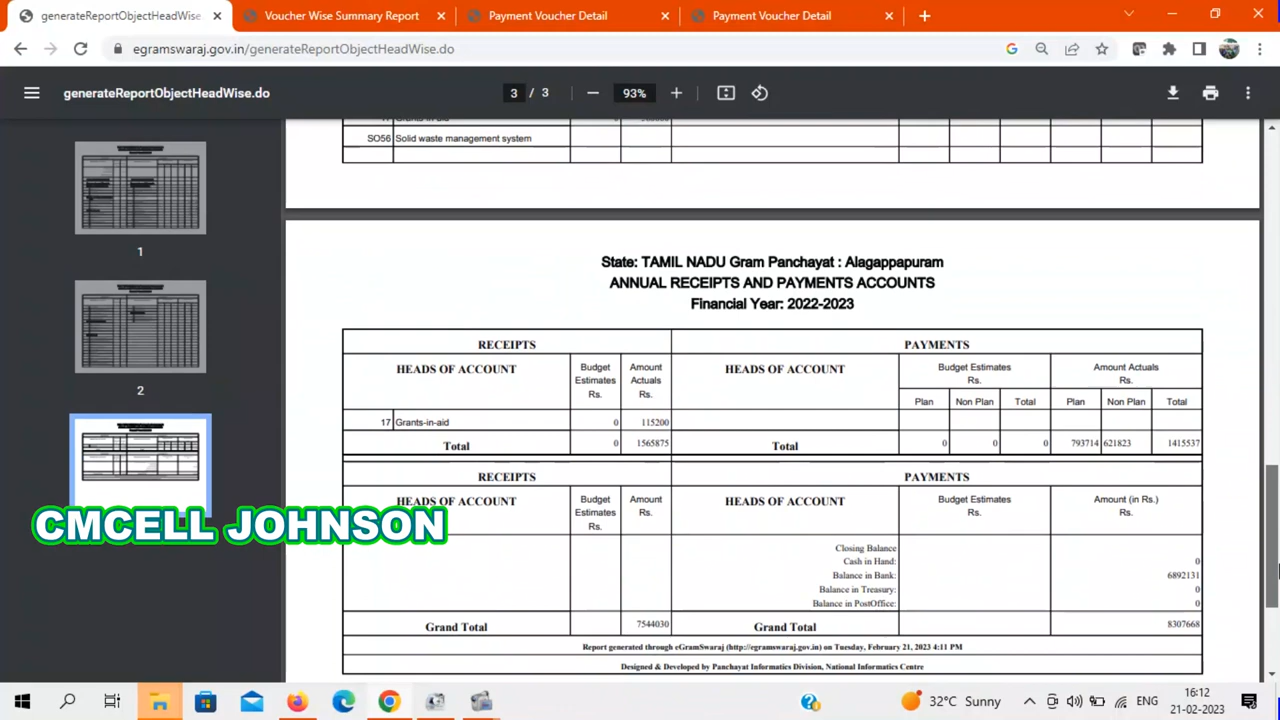 generateReportObjectHeadWise.
Voucher Wise Summary Report
Payment Voucher Detail
Payment Voucher Detail
egramswaraj.gov.in/generateReportObjectHeadWise.do
generateReportObjectHeadWise.do
3 / 3
93%
1
2
SO56 Solid waste management system
State: TAMIL NADU Gram Panchayat : Alagappapuram
ANNUAL RECEIPTS AND PAYMENTS ACCOUNTS
Financial Year: 2022-2023
RECEIPTS PAYMENTS
HEADS OF ACCOUNT Budget Estimates Rs. Amount Actuals Rs. HEADS OF ACCOUNT Budget Estimates Rs. Amount Actuals Rs.
Plan Non Plan Total Plan Non Plan Total
17 Grants-in-aid 0 115200
Total 0 1565875 Total 0 0 0 793714 621823 1415537
RECEIPTS PAYMENTS
HEADS OF ACCOUNT Budget Estimates Rs. Amount Rs. HEADS OF ACCOUNT Budget Estimates Rs. Amount (in Rs.) Rs.
CMCELL JOHNSON
Closing Balance
Cash in Hand: 0
Balance in Bank: 6892131
Balance in Treasury: 0
Balance in PostOffice: 0
Grand Total 7544030 Grand Total 8307668
Report generated through eGramSwaraj (http://egramswaraj.gov.in) on Tuesday, February 21, 2023 4:11 PM
Designed & Developed by Panchayat Informatics Division, National Informatics Centre
32°C Sunny
ENG
16:12
21-02-2023